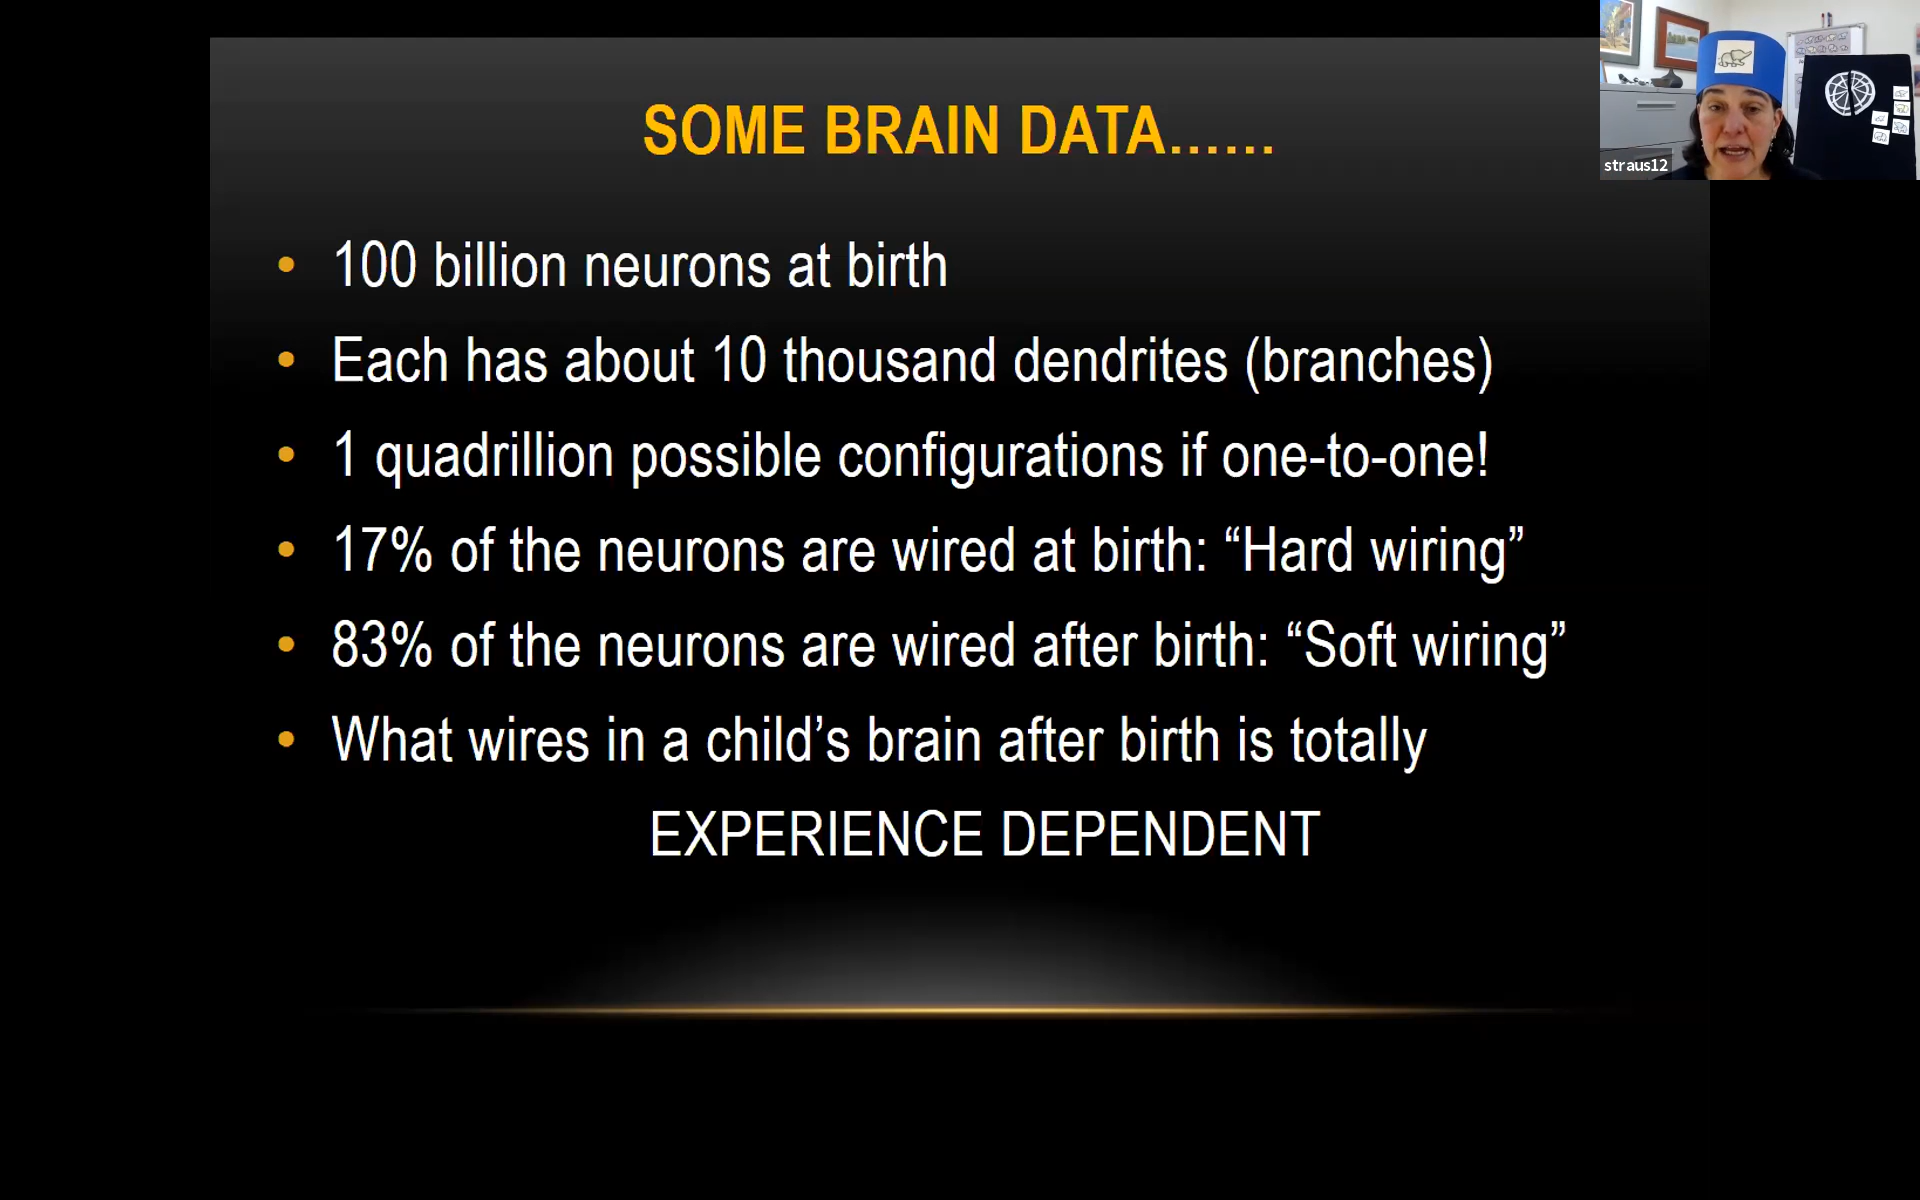 SOME BRAIN DATA......
straus12
• 100 billion neurons at birth
• Each has about 10 thousand dendrites (branches)
• 1 quadrillion possible configurations if one-to-one!
• 17% of the neurons are wired at birth: “Hard wiring”
• 83% of the neurons are wired after birth: “Soft wiring”
• What wires in a child’s brain after birth is totally
EXPERIENCE DEPENDENT